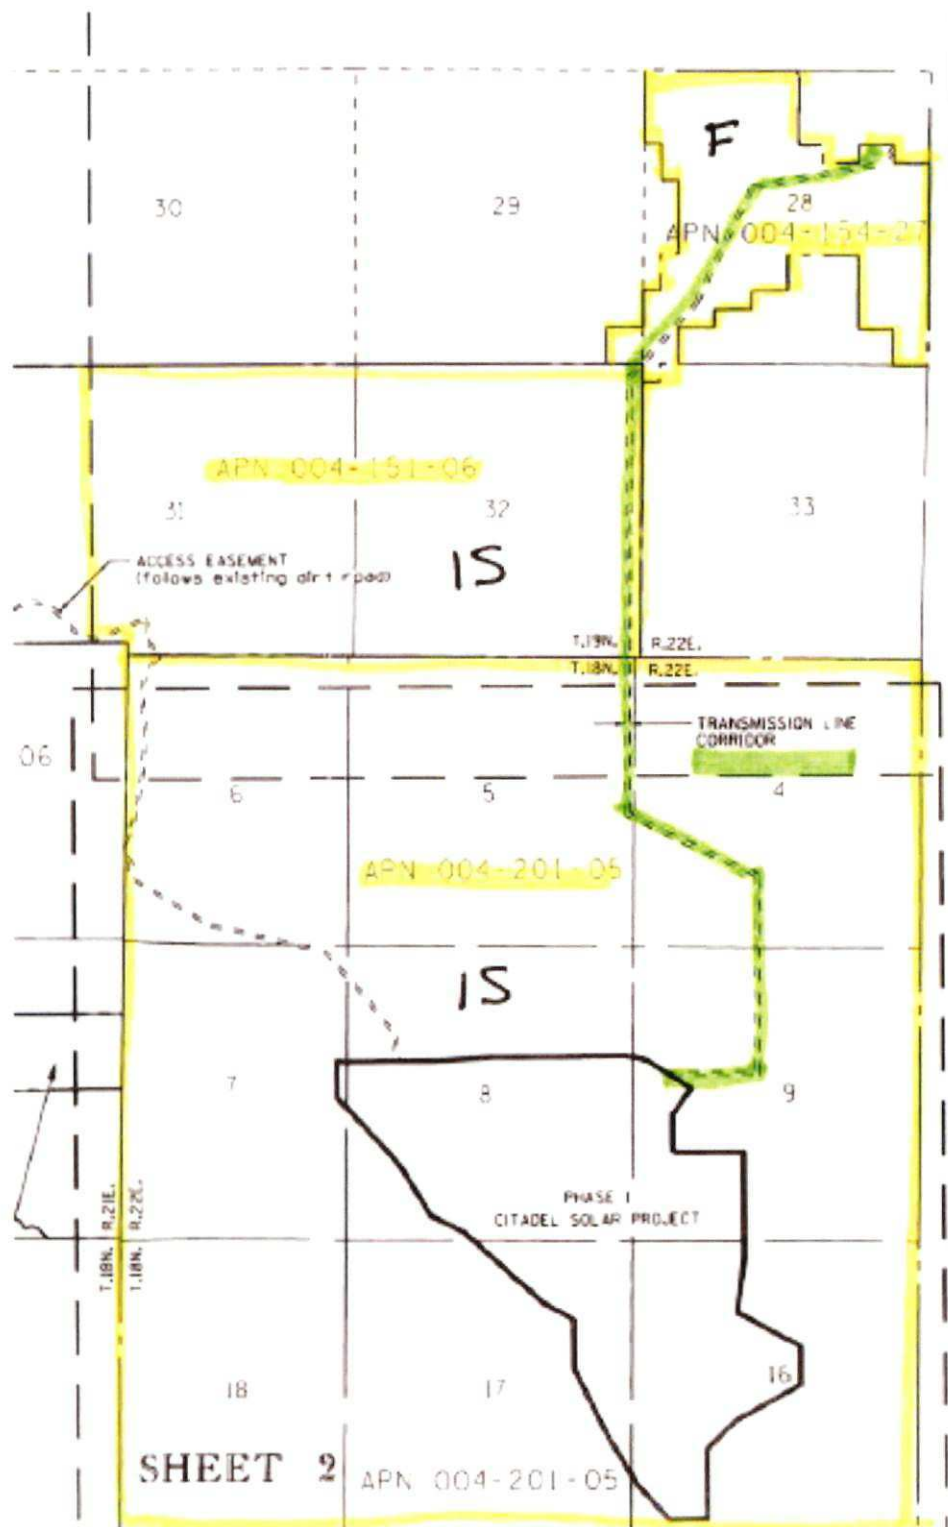 F
30
29
28
APN 004-154-27
APN 004-151-06
31
32
33
ACCESS EASEMENT
(follows existing dirt road)
IS
T.19N. R.22E.
T.18N. R.22E.
TRANSMISSION LINE
CORRIDOR
06
6
5
4
APN 004-201-05
IS
7
8
9
T.18N. R.21E.
T.18N. R.22E.
PHASE I
CITADEL SOLAR PROJECT
18
17
16
SHEET 2
APN 004-201-05